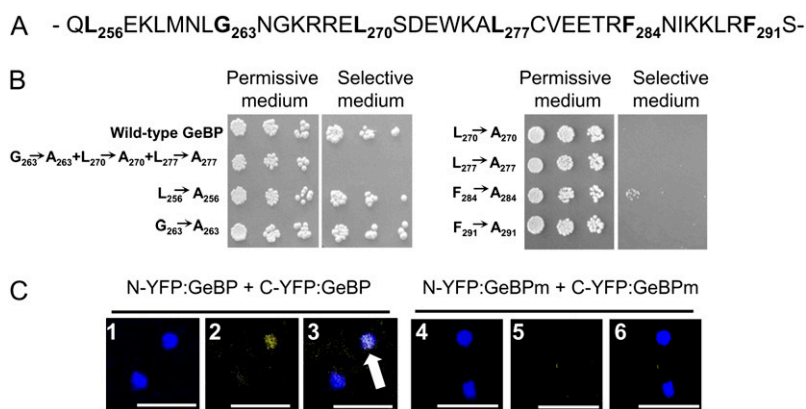 A - QL₂₅₆EKLMNLG₂₆₃NGKRREL₂₇₀SDEWKAL₂₇₇CVEETRF₂₈₄NIKKLRF₂₉₁S-
B
Permissive medium Selective medium Permissive medium Selective medium
Wild-type GeBP
G₂₆₃→A₂₆₃+L₂₇₀→A₂₇₀+L₂₇₇→A₂₇₇
L₂₅₆→A₂₅₆
G₂₆₃→A₂₆₃
L₂₇₀→A₂₇₀
L₂₇₇→A₂₇₇
F₂₈₄→A₂₈₄
F₂₉₁→A₂₉₁
C N-YFP:GeBP + C-YFP:GeBP N-YFP:GeBPm + C-YFP:GeBPm
1 2 3 4 5 6